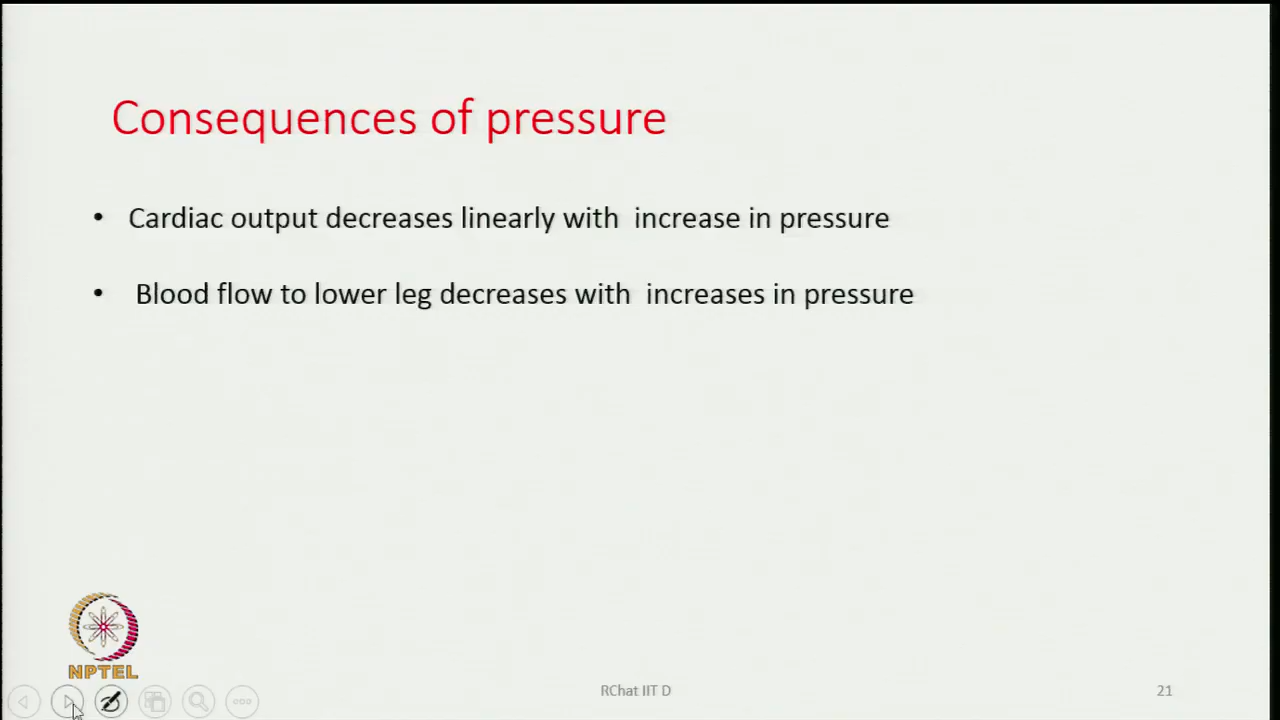 Consequences of pressure
• Cardiac output decreases linearly with increase in pressure
• Blood flow to lower leg decreases with increases in pressure
NPTEL
RChat IIT D
21